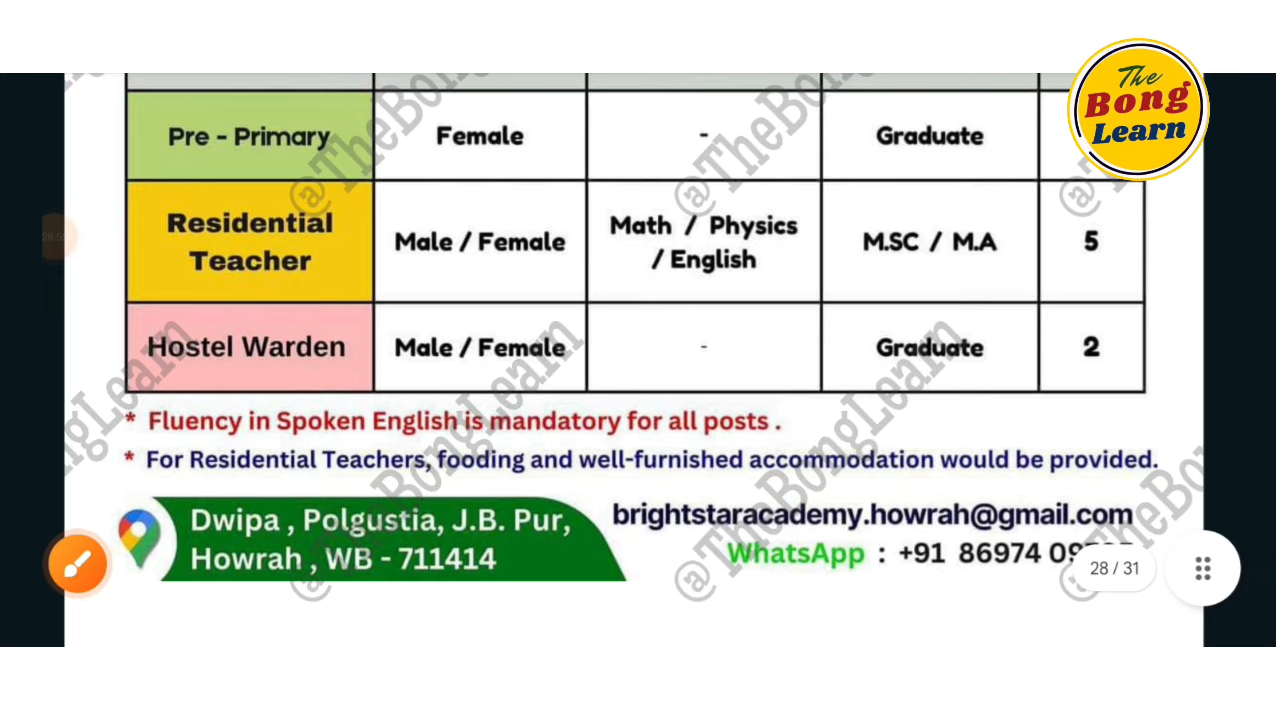 The
Bong
Learn
Pre - Primary Female - Graduate
Residential Teacher Male / Female Math / Physics / English M.SC / M.A 5
Hostel Warden Male / Female - Graduate 2
* Fluency in Spoken English is mandatory for all posts .
* For Residential Teachers, fooding and well-furnished accommodation would be provided.
Dwipa , Polgustia, J.B. Pur,
Howrah , WB - 711414
brightstaracademy.howrah@gmail.com
WhatsApp : +91 86974
28 / 31
@TheBongLearn